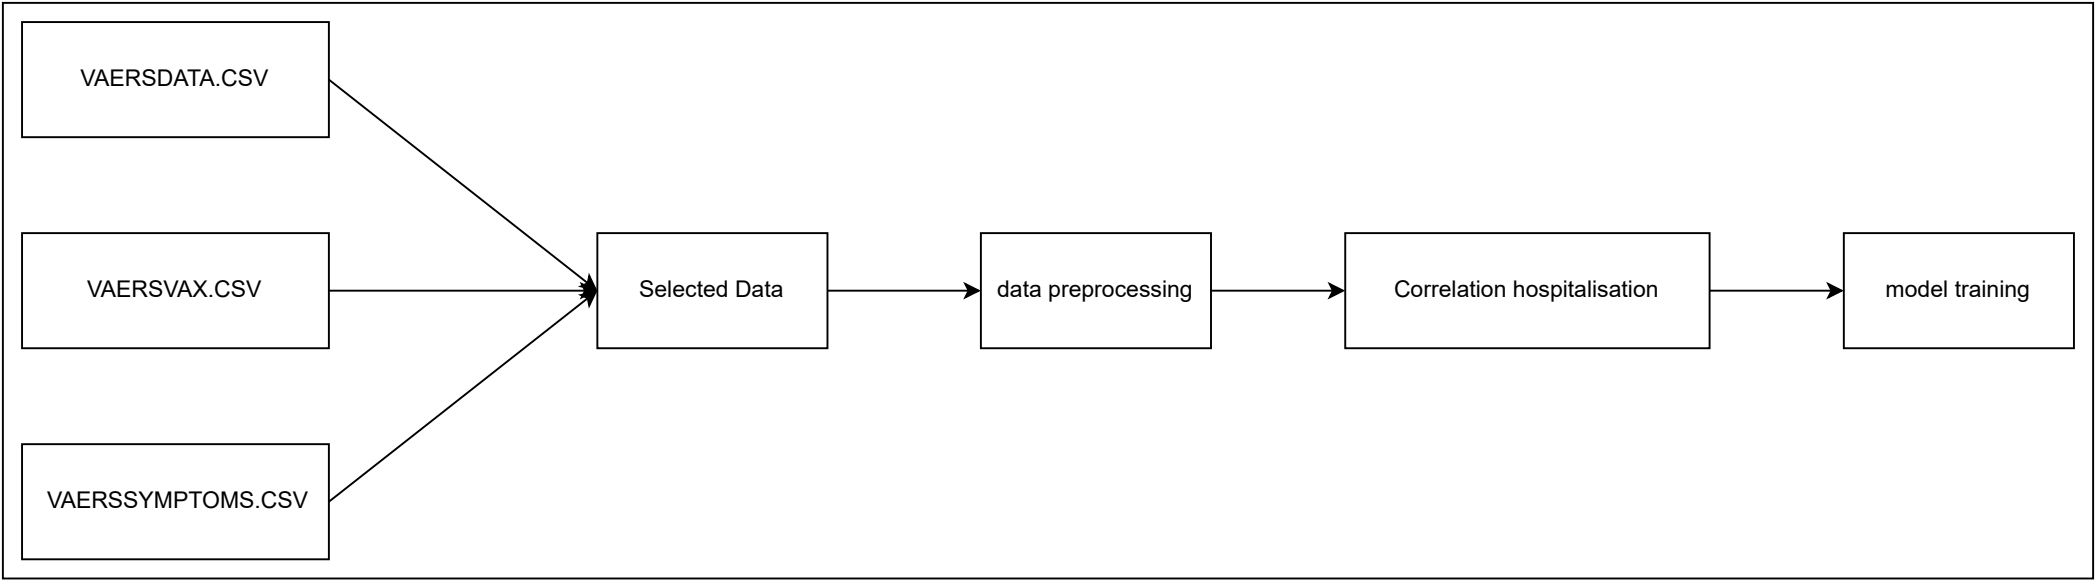 VAERSDATA.CSV
VAERSVAX.CSV
VAERSSYMPTOMS.CSV
Selected Data
data preprocessing
Correlation hospitalisation
model training